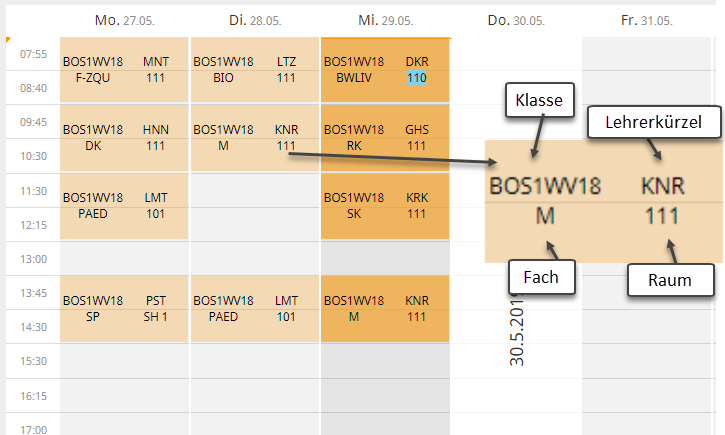 Mo. 27.05. Di. 28.05. Mi. 29.05. Do. 30.05. Fr. 31.05.
07:55
BOS1WV18 MNT BOS1WV18 LTZ BOS1WV18 DKR
F-ZQU 111 BIO 111 BWLIV 110
08:40
Klasse
Lehrerkürzel
09:45
BOS1WV18 HNN BOS1WV18 KNR BOS1WV18 GHS
DK 111 M 111 RK 111
10:30
BOS1WV18 KNR
M 111
11:30
BOS1WV18 LMT BOS1WV18 KRK
PAED 101 SK 111
12:15
13:00
Fach
Raum
13:45
BOS1WV18 PST BOS1WV18 LMT BOS1WV18 KNR
SP SH 1 PAED 101 M 111
14:30
30.5.201
15:30
16:15
17:00